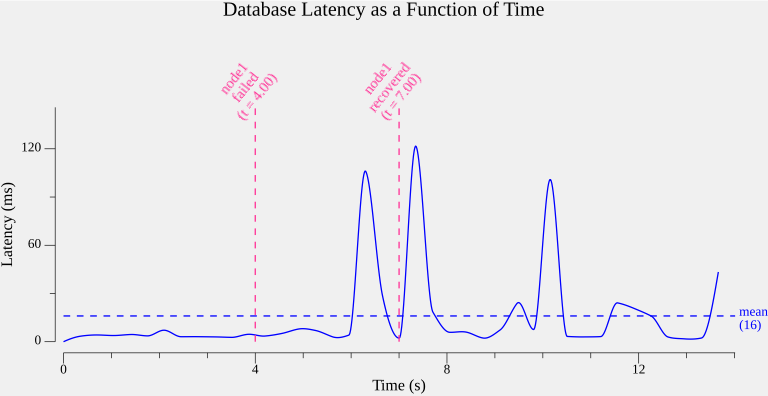 Database Latency as a Function of Time
node1
failed
(t = 4.00)
node1
recovered
(t = 7.00)
120
60
0
Latency (ms)
mean
(16)
0
4
8
12
Time (s)